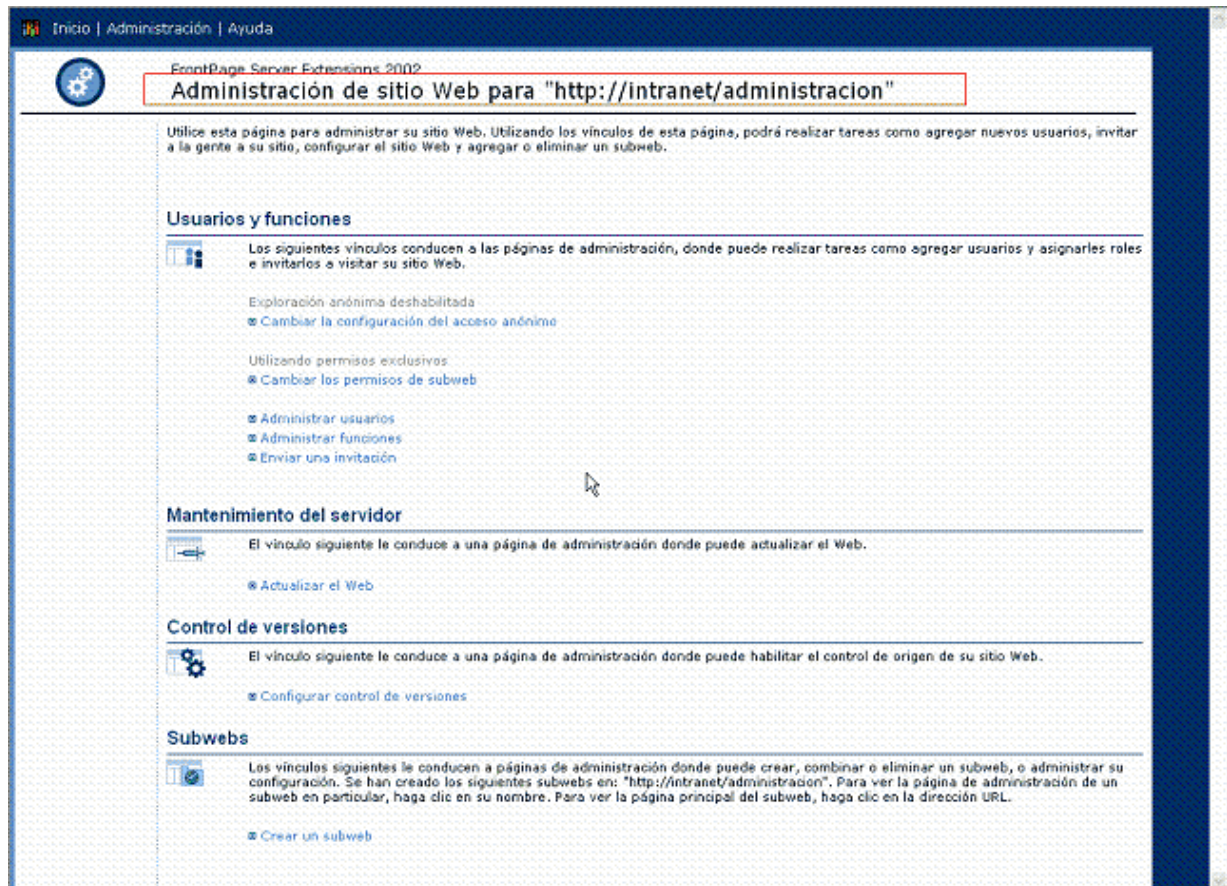 Inicio | Administración | Ayuda
FrontPage Server Extensions 2002
Administración de sitio Web para "http://intranet/administracion"
Utilice esta página para administrar su sitio Web. Utilizando los vínculos de esta página, podrá realizar tareas como agregar nuevos usuarios, invitar
a la gente a su sitio, configurar el sitio Web y agregar o eliminar un subweb.
Usuarios y funciones
Los siguientes vínculos conducen a las páginas de administración, donde puede realizar tareas como agregar usuarios y asignarles roles
e invitarlos a visitar su sitio Web.
Exploración anónima deshabilitada
Cambiar la configuración del acceso anónimo
Utilizando permisos exclusivos
Cambiar los permisos de subweb
Administrar usuarios
Administrar funciones
Enviar una invitación
Mantenimiento del servidor
El vínculo siguiente le conduce a una página de administración donde puede actualizar el Web.
Actualizar el Web
Control de versiones
El vínculo siguiente le conduce a una página de administración donde puede habilitar el control de origen de su sitio Web.
Configurar control de versiones
Subwebs
Los vínculos siguientes le conducen a páginas de administración donde puede crear, combinar o eliminar un subweb, o administrar su
configuración. Se han creado los siguientes subwebs en: "http://intranet/administracion". Para ver la página de administración de un
subweb en particular, haga clic en su nombre. Para ver la página principal del subweb, haga clic en la dirección URL.
Crear un subweb